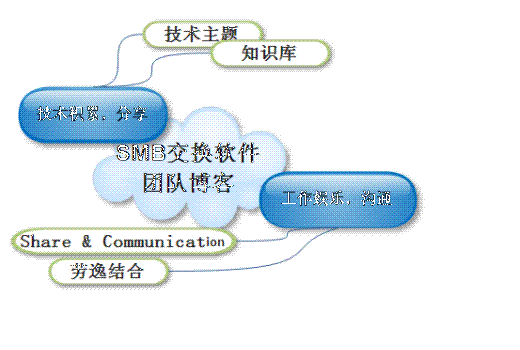 技术主题
知识库
技术积累，分享
SMB交换软件
团队博客
工作娱乐，沟通
Share & Communication
劳逸结合